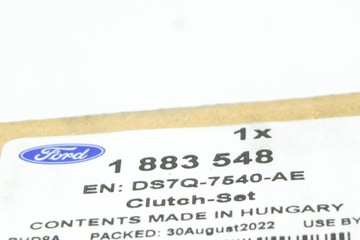 1x
Ford
1 883 548
EN: DS7Q-7540-AE
Clutch-Set
CONTENTS MADE IN HUNGARY
PACKED: 30August2022 USE BY